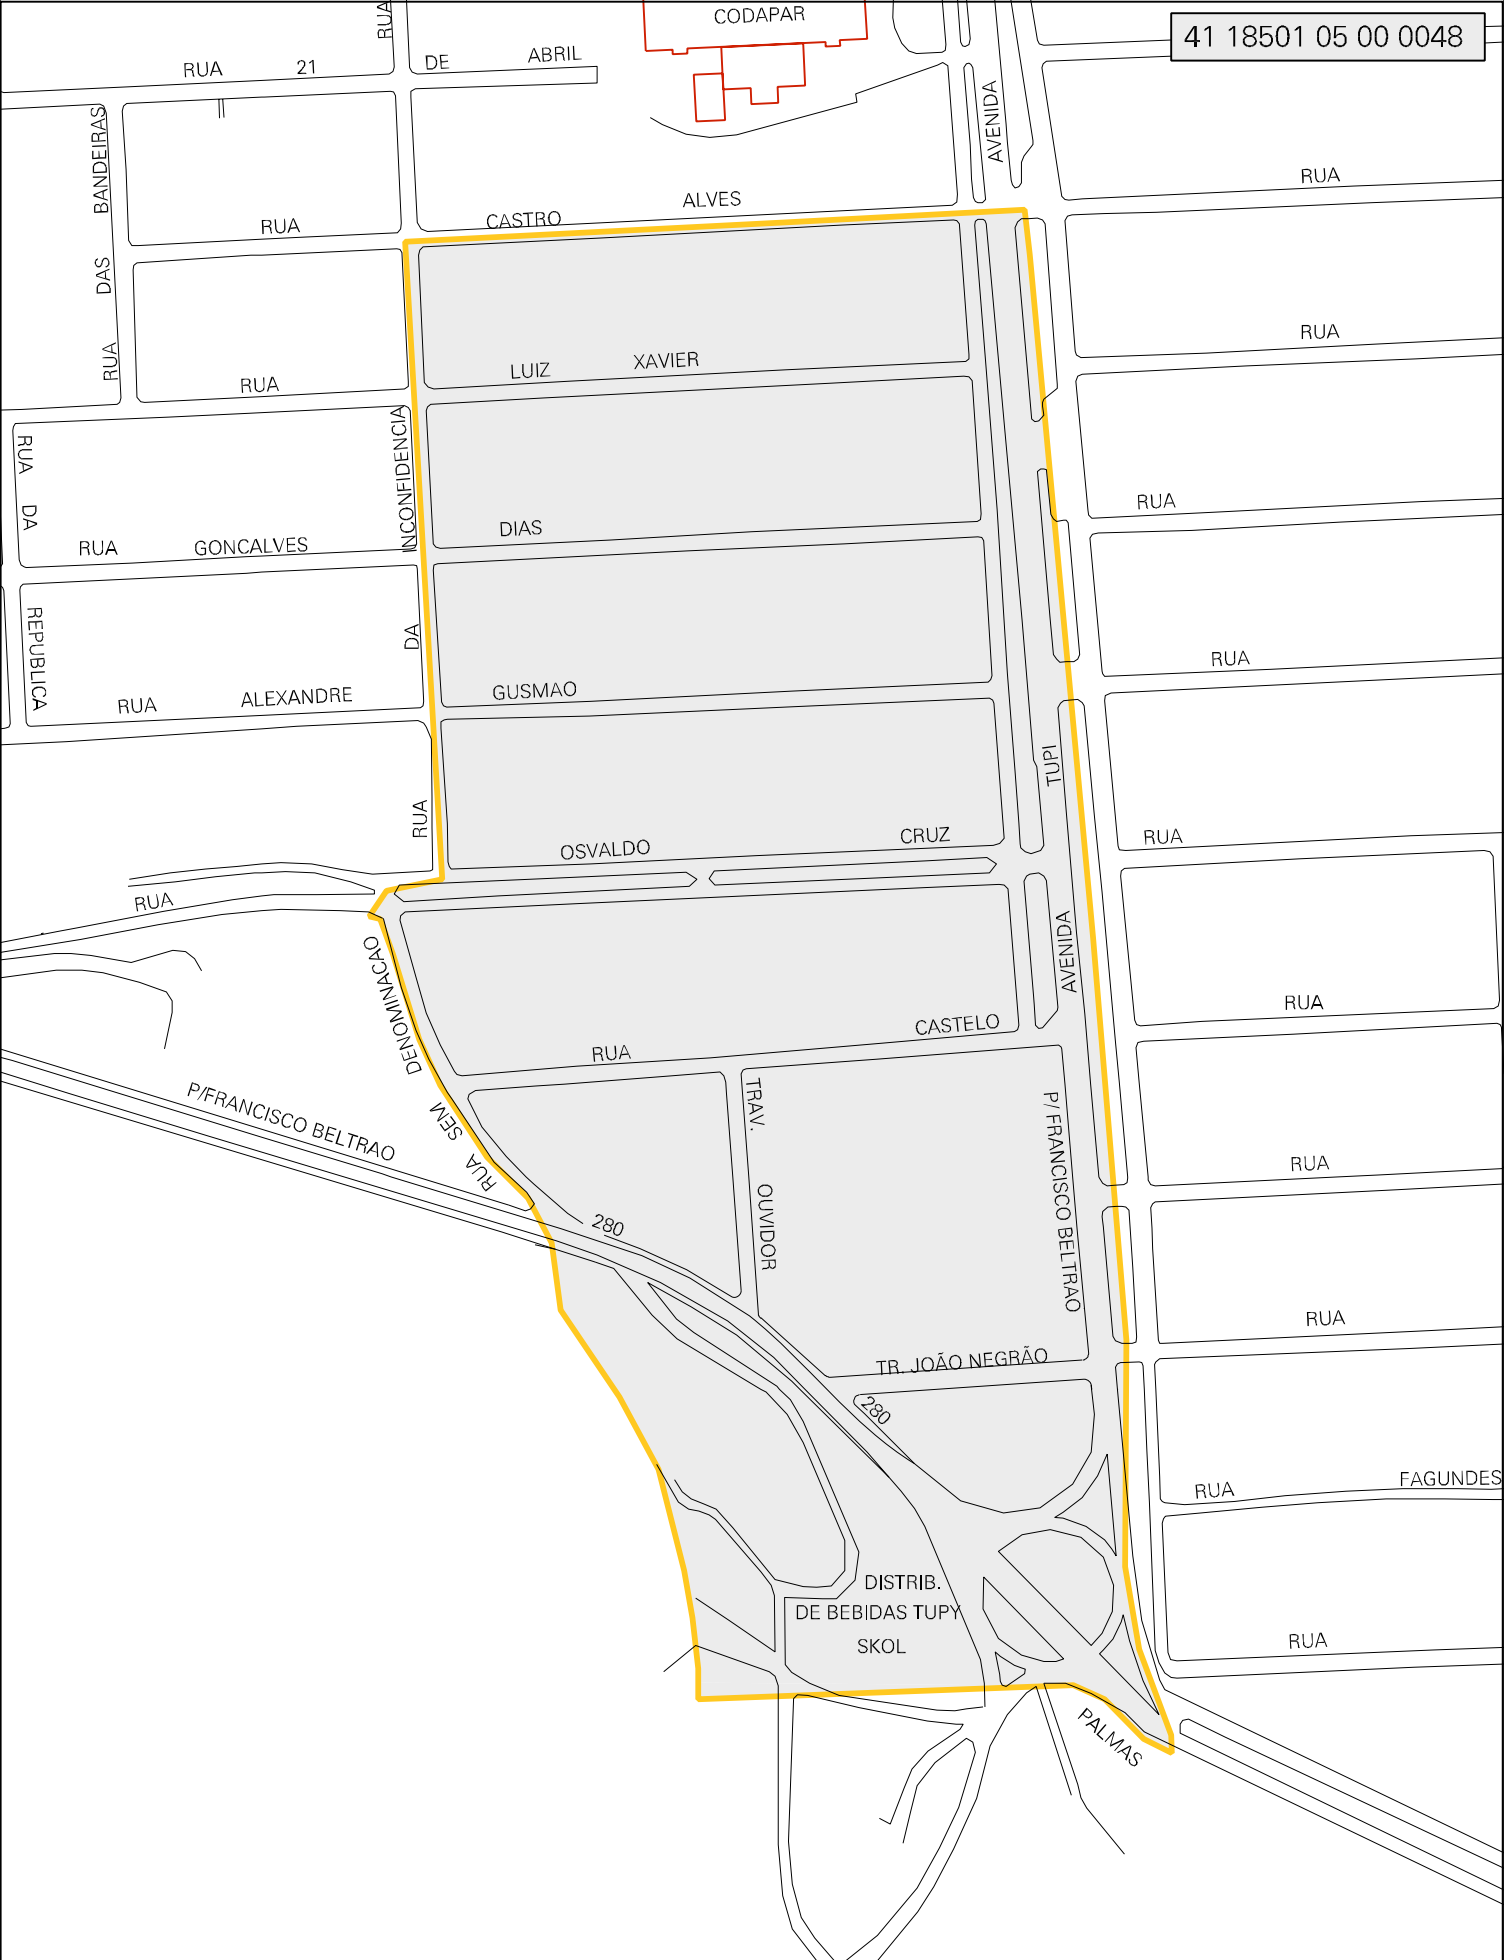 RUA
CODAPAR
41 18501 05 00 0048
RUA 21 DE ABRIL
AVENIDA
RUA DAS BANDEIRAS
RUA
RUA CASTRO ALVES
RUA
RUA LUIZ XAVIER
RUA
RUA DA REPUBLICA
RUA DA INCONFIDENCIA
RUA GONCALVES DIAS
RUA
RUA ALEXANDRE GUSMAO
TUPI
RUA OSVALDO CRUZ
RUA
AVENIDA
RUA SEM DENOMINACAO
RUA CASTELO
RUA
P/FRANCISCO BELTRAO
TRAV. OUVIDOR
P/ FRANCISCO BELTRAO
RUA
280
RUA
TR. JOÃO NEGRÃO
280
RUA FAGUNDES
DISTRIB.
DE BEBIDAS TUPY
SKOL
RUA
PALMAS